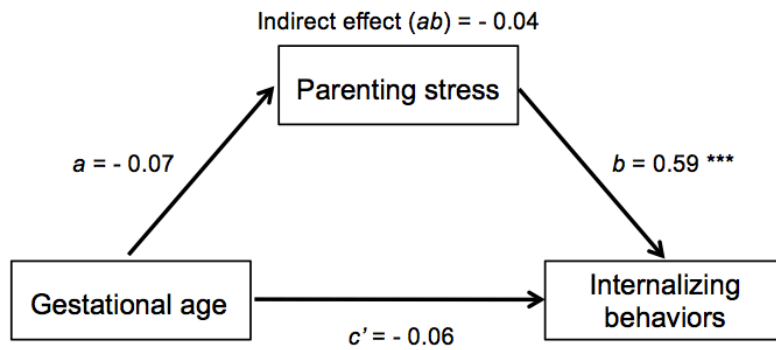 Indirect effect (ab) = - 0.04
Parenting stress
a = - 0.07
b = 0.59 ***
Gestational age
Internalizing
behaviors
c’ = - 0.06